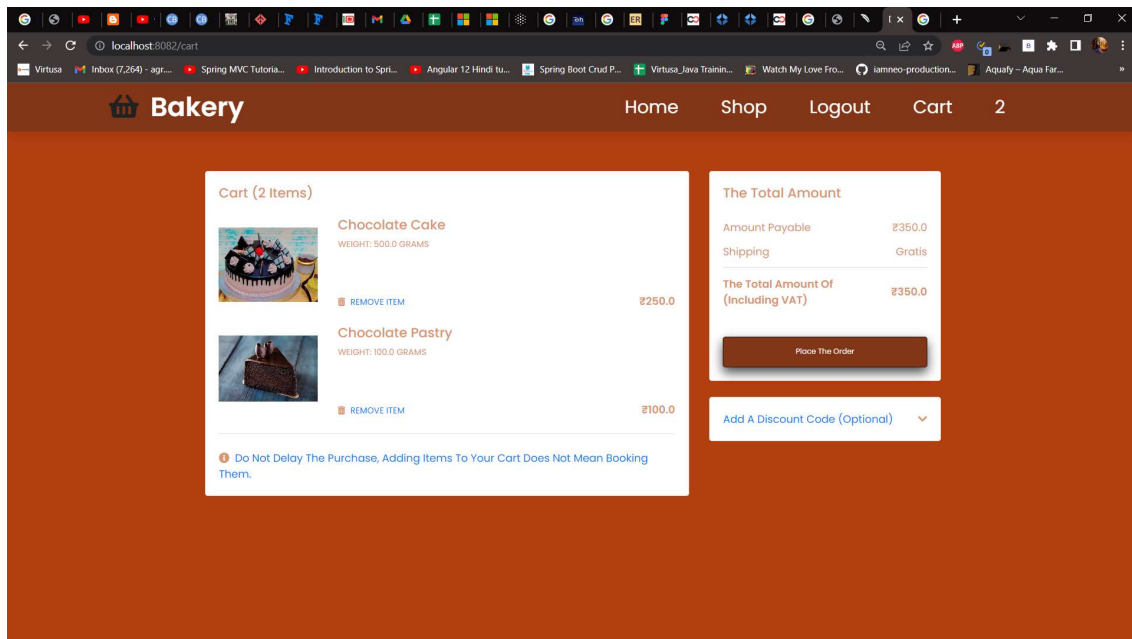 localhost:8082/cart
Virtusa
Inbox (7,264) – agr....
Spring MVC Tutoria...
Introduction to Spri...
Angular 12 Hindi tu...
Spring Boot Crud P...
Virtusa_Java Trainin...
Watch My Love Fro...
iamneo-production...
Aquafy – Aqua Far...
»
Bakery
Home
Shop
Logout
Cart
2
Cart (2 Items)
Chocolate Cake
WEIGHT: 500.0 GRAMS
REMOVE ITEM
₹250.0
Chocolate Pastry
WEIGHT: 100.0 GRAMS
REMOVE ITEM
₹100.0
Do Not Delay The Purchase, Adding Items To Your Cart Does Not Mean Booking
Them.
The Total Amount
Amount Payable
₹350.0
Shipping
Gratis
The Total Amount Of
(Including VAT)
₹350.0
Place The Order
Add A Discount Code (Optional)